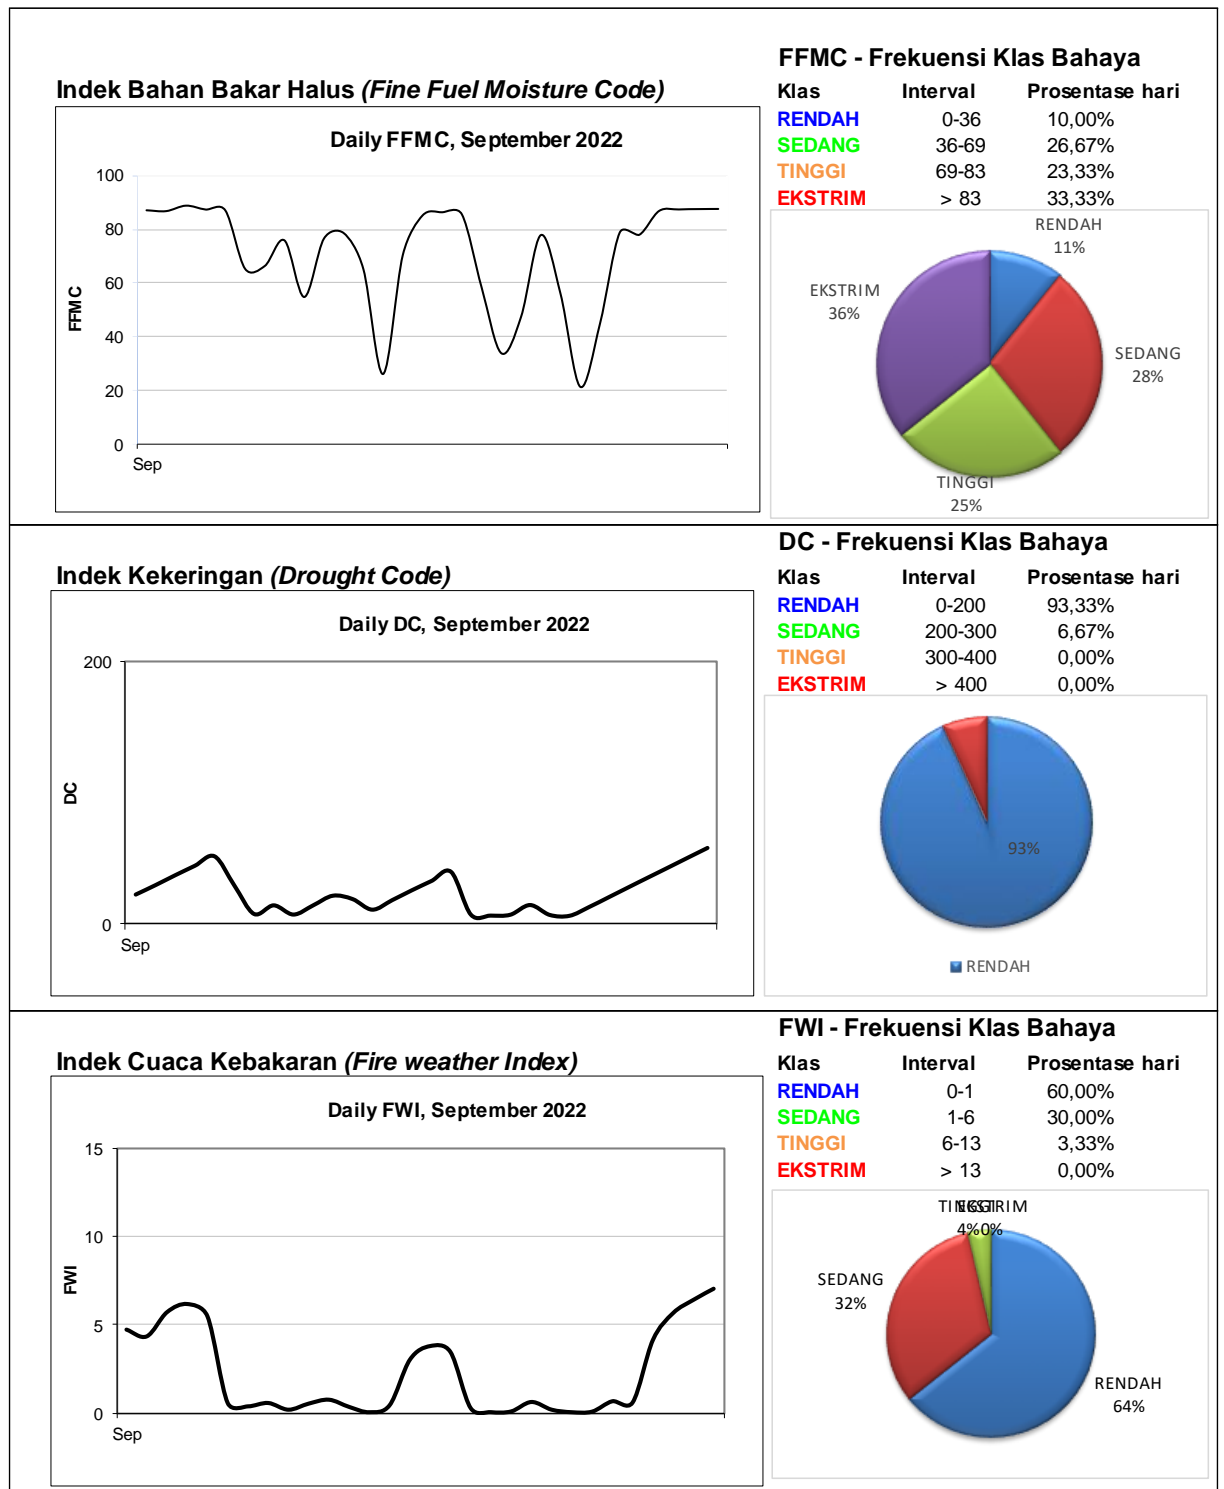 Indek Bahan Bakar Halus (Fine Fuel Moisture Code)
Daily FFMC, September 2022
100
80
60
40
20
0
FFMC
Sep
FFMC - Frekuensi Klas Bahaya
Klas Interval Prosentase hari
RENDAH 0-36 10,00%
SEDANG 36-69 26,67%
TINGGI 69-83 23,33%
EKSTRIM > 83 33,33%
RENDAH
11%
EKSTRIM
36%
SEDANG
28%
TINGGI
25%
Indek Kekeringan (Drought Code)
Daily DC, September 2022
200
DC
0
Sep
DC - Frekuensi Klas Bahaya
Klas Interval Prosentase hari
RENDAH 0-200 93,33%
SEDANG 200-300 6,67%
TINGGI 300-400 0,00%
EKSTRIM > 400 0,00%
93%
RENDAH
Indek Cuaca Kebakaran (Fire weather Index)
Daily FWI, September 2022
15
10
5
0
FWI
Sep
FWI - Frekuensi Klas Bahaya
Klas Interval Prosentase hari
RENDAH 0-1 60,00%
SEDANG 1-6 30,00%
TINGGI 6-13 3,33%
EKSTRIM > 13 0,00%
TINGGI
4%
EKSTRIM
0%
SEDANG
32%
RENDAH
64%